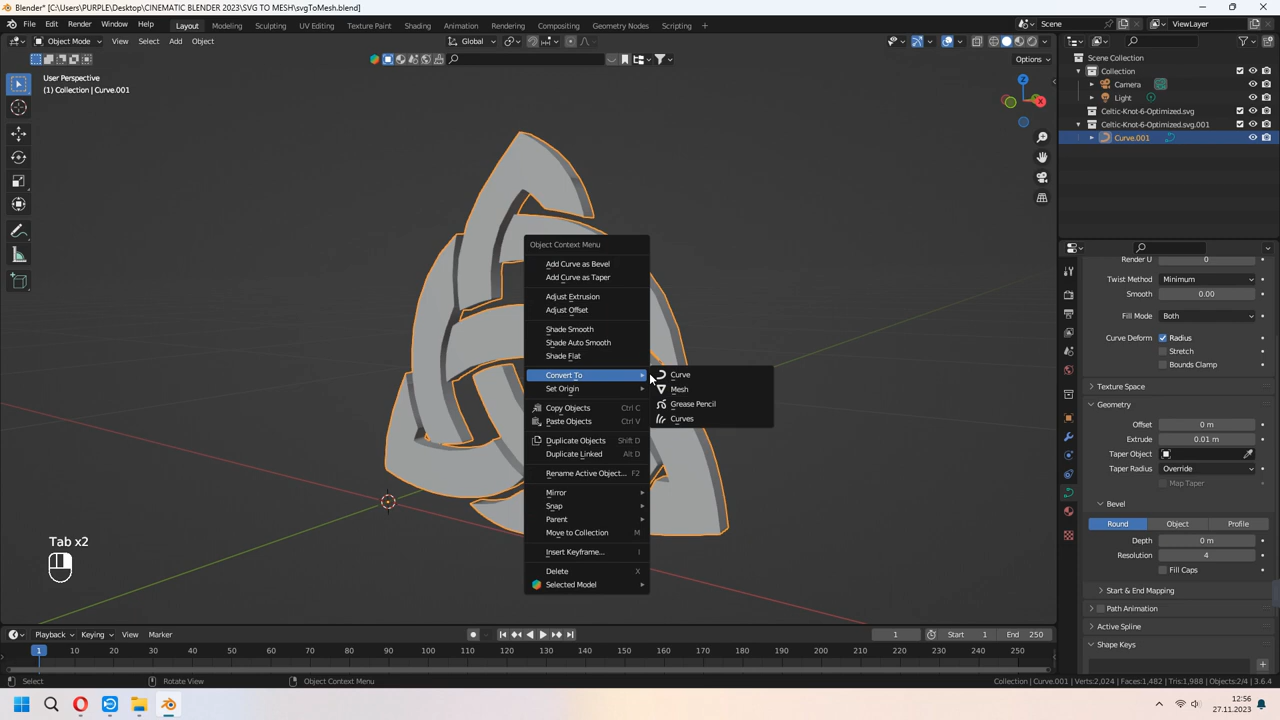 Blender* [C:\Users\PURPLE\Desktop\CINEMATIC BLENDER 2023\SVG TO MESH\svgToMesh.blend]
File Edit Render Window Help Layout Modeling Sculpting UV Editing Texture Paint Shading Animation Rendering Compositing Geometry Nodes Scripting + Scene ViewLayer
Object Mode View Select Add Object Global
Options
User Perspective
(1) Collection | Curve.001
Z
X
Scene Collection
Collection
Camera
Light
Celtic-Knot-6-Optimized.svg
Celtic-Knot-6-Optimized.svg.001
Curve.001
Object Context Menu
Add Curve as Bevel
Add Curve as Taper
Adjust Extrusion
Adjust Offset
Shade Smooth
Shade Auto Smooth
Shade Flat
Convert To
Set Origin
Copy Objects Ctrl C
Paste Objects Ctrl V
Duplicate Objects Shift D
Duplicate Linked Alt D
Rename Active Object... F2
Mirror
Snap
Parent
Move to Collection M
Insert Keyframe... I
Delete X
Selected Model
Curve
Mesh
Grease Pencil
Curves
Render U 0
Twist Method Minimum
Smooth 0.00
Fill Mode Both
Curve Deform Radius
Stretch
Bounds Clamp
Texture Space
Geometry
Offset 0 m
Extrude 0.01 m
Taper Object
Taper Radius Override
Map Taper
Bevel
Round Object Profile
Depth 0 m
Resolution 4
Fill Caps
Start & End Mapping
Path Animation
Active Spline
Shape Keys
Tab x2
Playback Keying View Marker 1 Start 1 End 250
1 10 20 30 40 50 60 70 80 90 100 110 120 130 140 150 160 170 180 190 200 210 220 230 240 250
Select Rotate View Object Context Menu Collection | Curve.001 | Verts:2,024 | Faces:1,482 | Tris:1,988 | Objects:2/4 | 3.6.4
12:56
27.11.2023